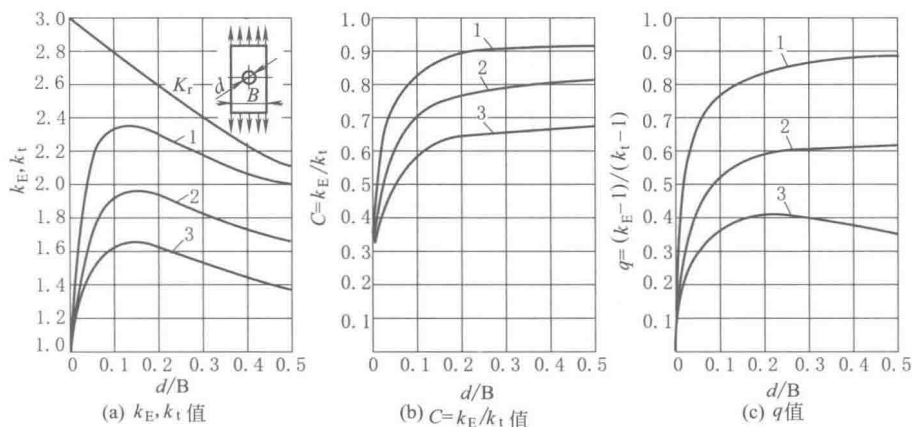 3.0
2.8
2.6
2.4
2.2
2.0
1.8
1.6
1.4
1.2
1.0
k_E, k_t
K_r
d
B
1
2
3
0 0.1 0.2 0.3 0.4 0.5
d/B
(a) k_E, k_t 值
1.0
0.9
0.8
0.7
0.6
0.5
0.4
0.3
0.2
0.1
C=k_E/k_t
1
2
3
0 0.1 0.2 0.3 0.4 0.5
d/B
(b) C=k_E/k_t 值
1.0
0.9
0.8
0.7
0.6
0.5
0.4
0.3
0.2
0.1
q=(k_E-1)/(k_t-1)
1
2
3
0 0.1 0.2 0.3 0.4 0.5
d/B
(c) q值